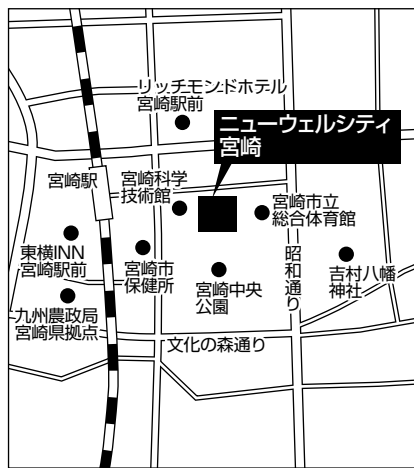 リッチモンドホテル
宮崎駅前
ニューウェルシティ
宮崎
宮崎駅
宮崎科学
技術館
宮崎市立
総合体育館
東横INN
宮崎駅前
宮崎市
保健所
宮崎中央
公園
昭和通り
吉村八幡
神社
九州農政局
宮崎県拠点
文化の森通り